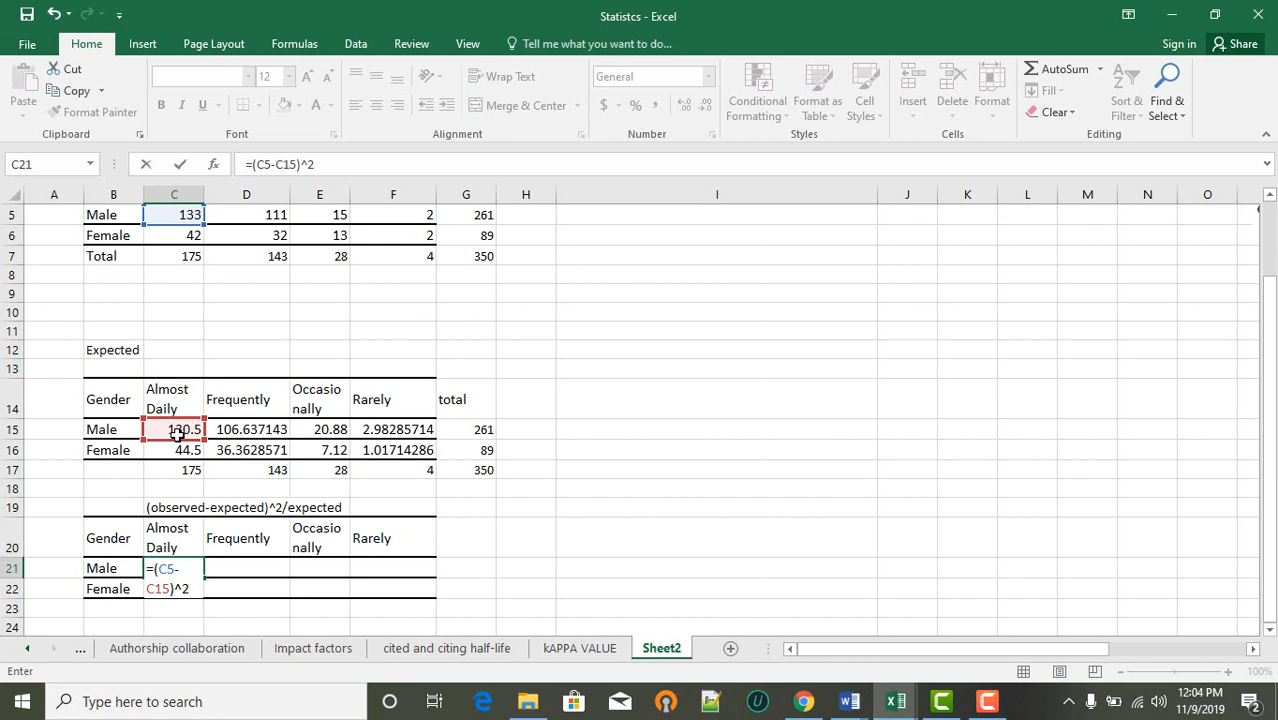 Statistcs - Excel
File Home Insert Page Layout Formulas Data Review View Tell me what you want to do... Sign in Share
Paste Cut Copy Format Painter
12 A A
B I U A
Wrap Text Merge & Center
General
$ % ,
Conditional Formatting Formatas Table Cell Styles
Insert Delete Format
AutoSum Fill Clear
Sort & Filter Find & Select
Clipboard Font Alignment Number Styles Cells Editing
C21 fx =(C5-C15)^2
A B C D E F G H I J K L M N O
5 Male 133 111 15 2 261
6 Female 42 32 13 2 89
7 Total 175 143 28 4 350
8
9
10
11
12 Expected
13
14 Gender Almost Daily Frequently Occasio nally Rarely total
15 Male 130.5 106.637143 20.88 2.98285714 261
16 Female 44.5 36.3628571 7.12 1.01714286 89
17 175 143 28 4 350
18
19 (observed-expected)^2/expected
20 Gender Almost Daily Frequently Occasio nally Rarely
21 Male =(C5-
22 Female C15)^2
23
24
... Authorship collaboration Impact factors cited and citing half-life kAPPA VALUE Sheet2
Enter 100%
Type here to search 12:04 PM
11/9/2019 2